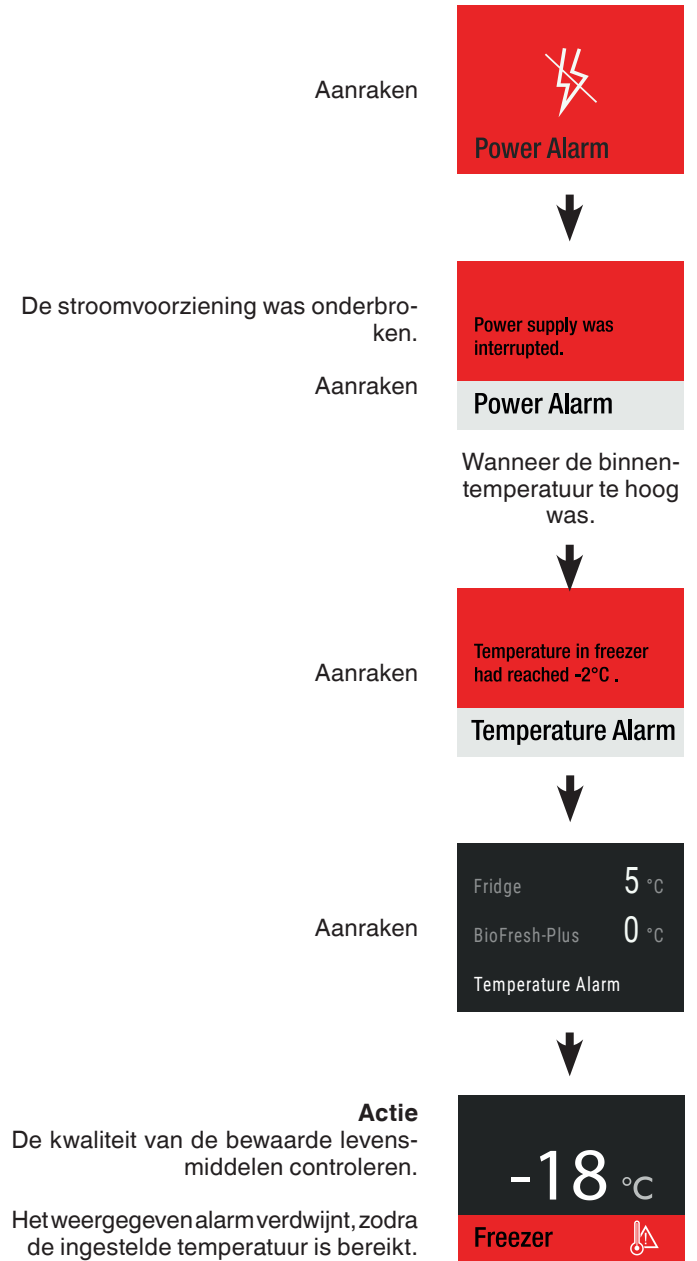 Aanraken
Power Alarm
De stroomvoorziening was onderbro-
ken.
Power supply was
interrupted.
Aanraken
Power Alarm
Wanneer de binnen-
temperatuur te hoog
was.
Aanraken
Temperature in freezer
had reached -2°C .
Temperature Alarm
Fridge 5 °C
Aanraken
BioFresh-Plus 0 °C
Temperature Alarm
Actie
De kwaliteit van de bewaarde levens-
middelen controleren.
-18 °C
Het weergegeven alarm verdwijnt, zodra
de ingestelde temperatuur is bereikt.
Freezer